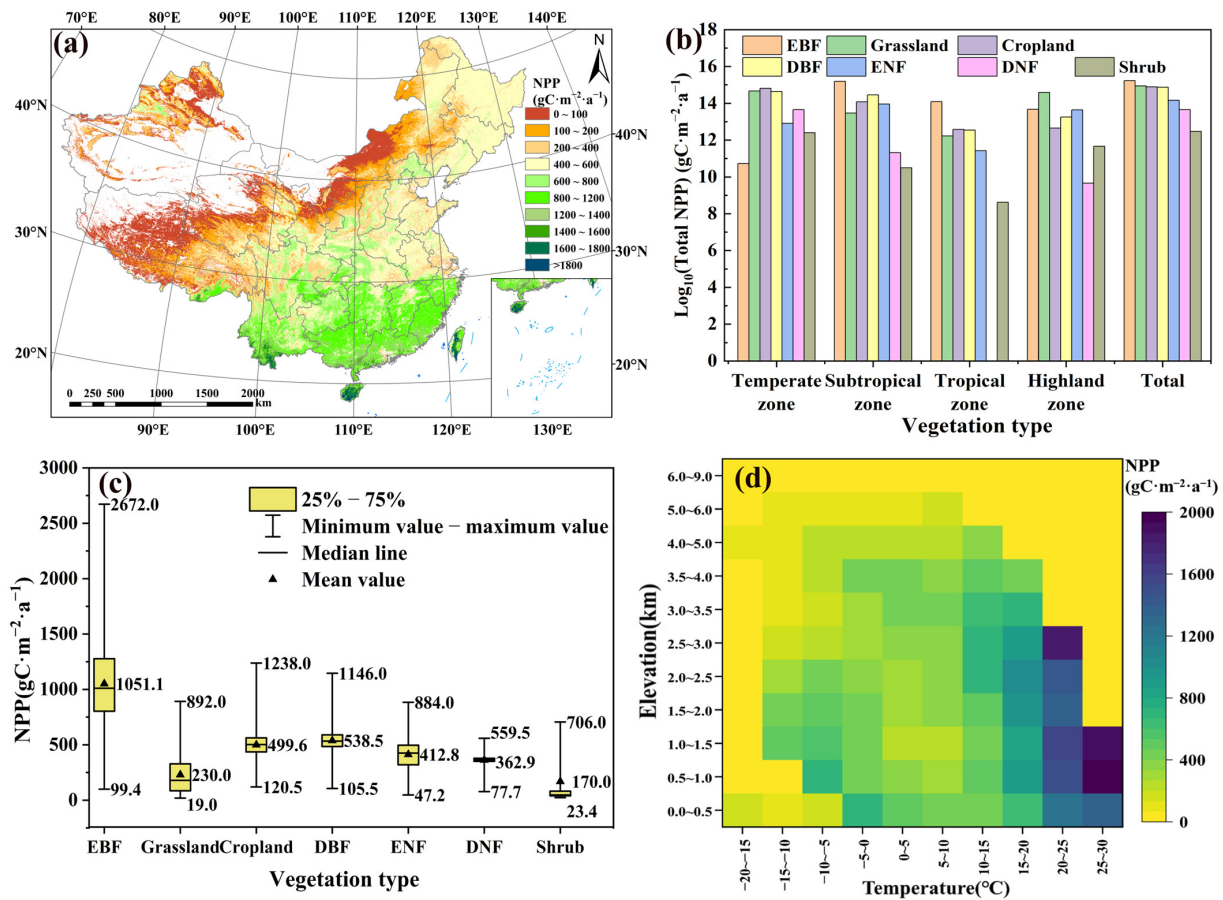 70°E 80°E 90°E 100°E 105°E 110°E 120°E 130°E 140°E
(a)
N
NPP
(gC·m⁻²·a⁻¹)
0 ~ 100
100 ~ 200
200 ~ 400
400 ~ 600
600 ~ 800
800 ~ 1200
1200 ~ 1400
1400 ~ 1600
1600 ~ 1800
>1800
40°N
30°N
20°N
40°N
30°N
20°N
0 250 500 1000 1500 2000
km
90°E 100°E 110°E 120°E 130°E
(b)
EBF Grassland Cropland
DBF ENF DNF Shrub
Log₁₀(Total NPP) (gC·m⁻²·a⁻¹)
18
16
14
12
10
8
6
4
2
0
Temperate Subtropical Tropical Highland Total
zone zone zone zone
Vegetation type
(c)
25% − 75%
Minimum value − maximum value
Median line
Mean value
NPP(gC·m⁻²·a⁻¹)
3000
2500
2000
1500
1000
500
0
2672.0
1051.1
99.4
892.0
230.0
19.0
1238.0
499.6
120.5
1146.0
538.5
105.5
884.0
412.8
47.2
559.5
362.9
77.7
706.0
170.0
23.4
EBF Grassland Cropland DBF ENF DNF Shrub
Vegetation type
(d)
NPP
(gC·m⁻²·a⁻¹)
2000
1600
1200
800
400
0
Elevation(km)
6.0~9.0
5.0~6.0
4.0~5.0
3.5~4.0
3.0~3.5
2.5~3.0
2.0~2.5
1.5~2.0
1.0~1.5
0.5~1.0
0.0~0.5
−20~−15
−15~−10
−10~5
−5~0
0~5
5~10
10~15
15~20
20~25
25~30
Temperature(°C)